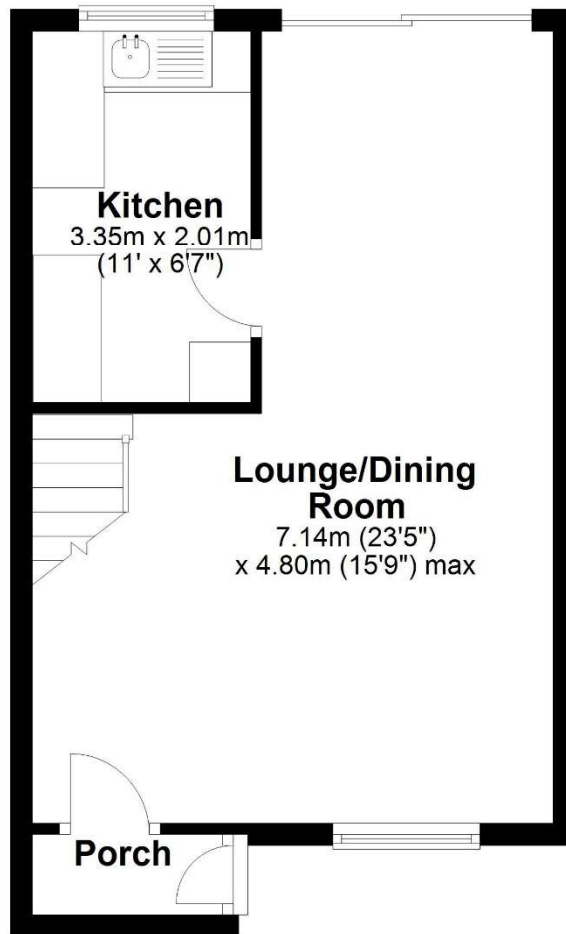 Kitchen
3.35m x 2.01m
(11' x 6'7")
Lounge/Dining
Room
7.14m (23'5")
x 4.80m (15'9") max
Porch